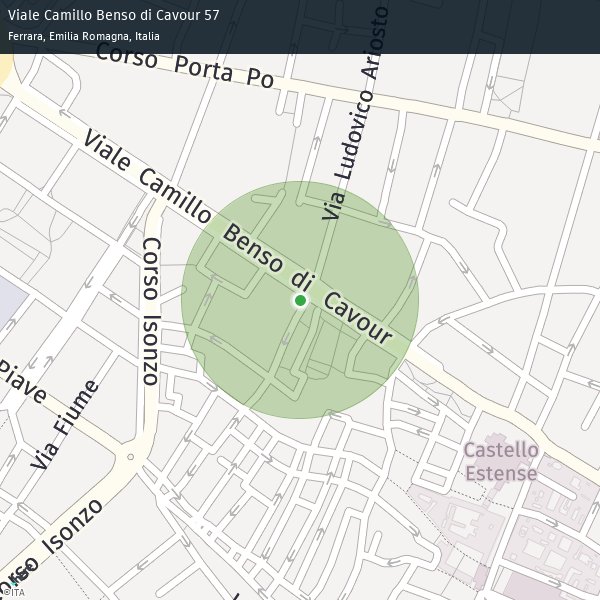 Viale Camillo Benso di Cavour 57
Ferrara, Emilia Romagna, Italia
Corso Porta Po
Via Ludovico Ariosto
Viale Camillo Benso di Cavour
Corso Isonzo
Piave
Via Fiume
Castello
Estense
Corso Isonzo
©ITA